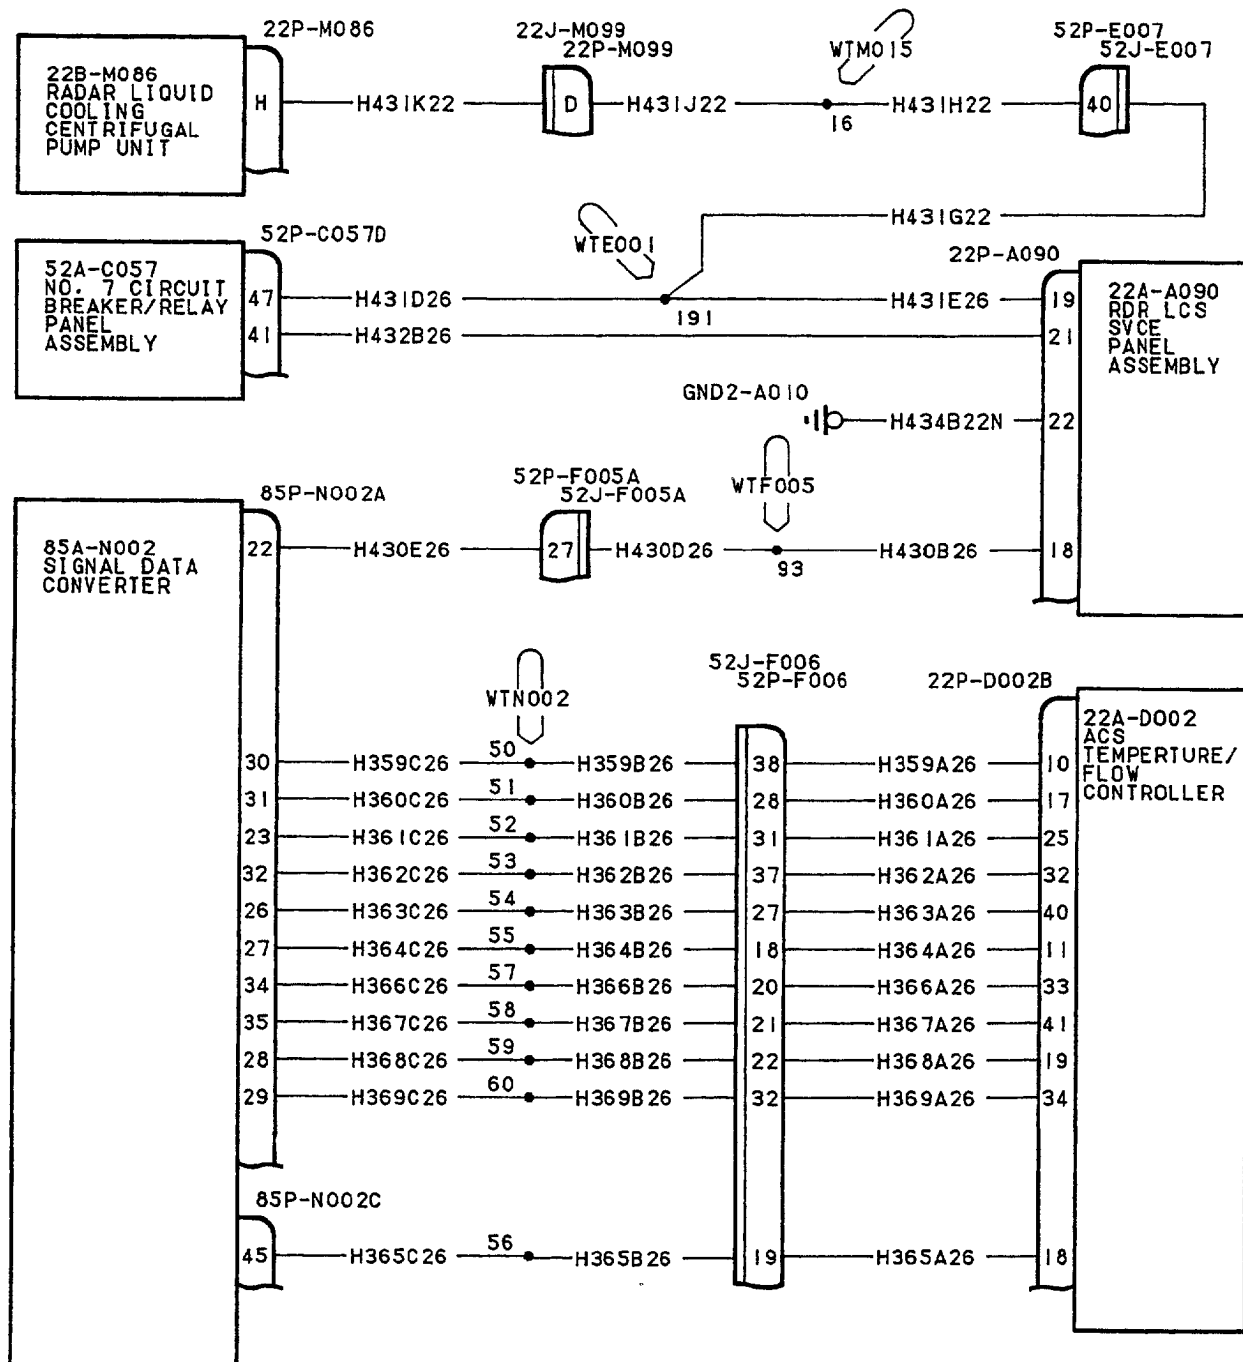 22P-M086
22J-M099
22P-M099
WTM015
52P-E007
52J-E007
22B-M086
RADAR LIQUID
COOLING
CENTRIFUGAL
PUMP UNIT
H
H431K22
D
H431J22
16
H431H22
40
H431G22
WTE001
52P-C057D
22P-A090
52A-C057
NO. 7 CIRCUIT
BREAKER/RELAY
PANEL
ASSEMBLY
47
H431D26
191
H431E26
19
41
H432B26
21
22A-A090
RDR LCS
SVCE
PANEL
ASSEMBLY
GND2-A010
H434B22N
22
85P-N002A
52P-F005A
52J-F005A
WTF005
85A-N002
SIGNAL DATA
CONVERTER
22
H430E26
27
H430D26
93
H430B26
18
WTN002
52J-F006
52P-F006
22P-D002B
22A-D002
ACS
TEMPERTURE/
FLOW
CONTROLLER
30 H359C26 50 H359B26 38 H359A26 10
31 H360C26 51 H360B26 28 H360A26 17
23 H361C26 52 H361B26 31 H361A26 25
32 H362C26 53 H362B26 37 H362A26 32
26 H363C26 54 H363B26 27 H363A26 40
27 H364C26 55 H364B26 18 H364A26 11
34 H366C26 57 H366B26 20 H366A26 33
35 H367C26 58 H367B26 21 H367A26 41
28 H368C26 59 H368B26 22 H368A26 19
29 H369C26 60 H369B26 32 H369A26 34
85P-N002C
45 H365C26 56 H365B26 19 H365A26 18